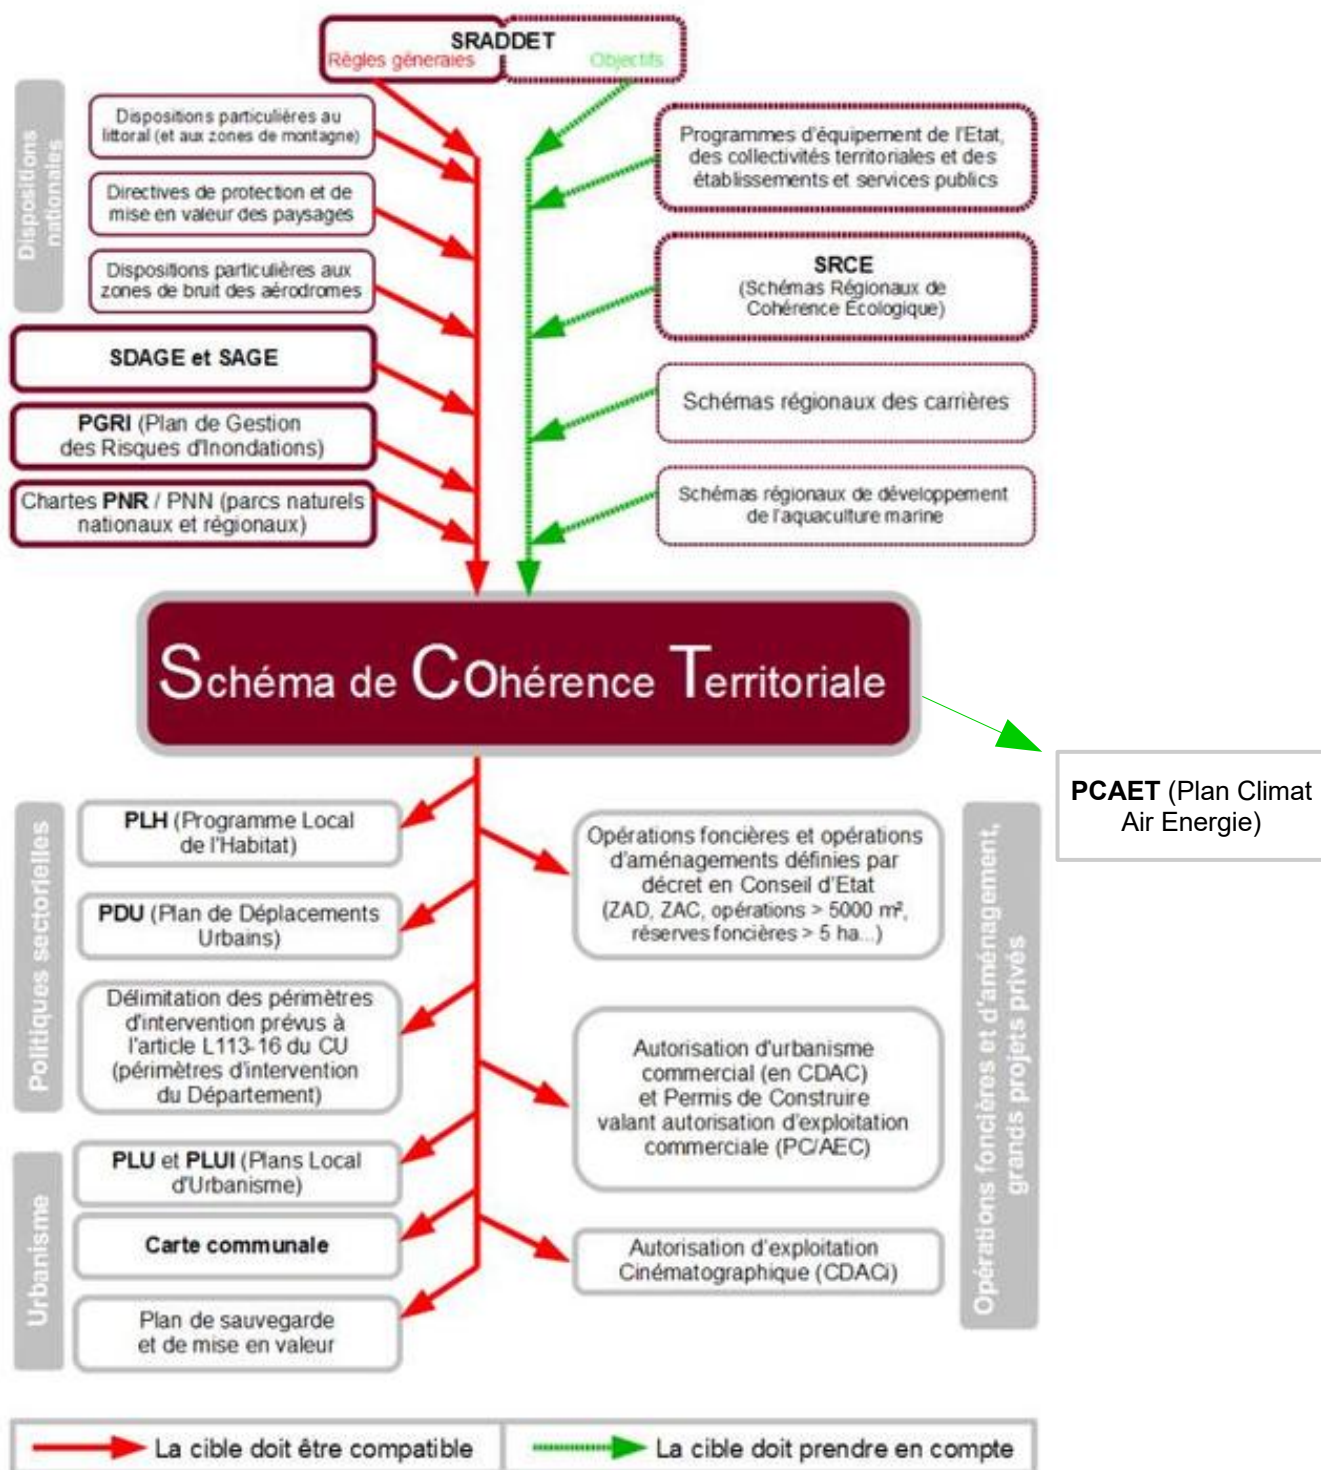 SRADDET
Règles géneraies
Objectifs
Dispositions
nationales
Dispositions particulières au
littoral (et aux zones de montagne)
Directives de protection et de
mise en valeur des paysages
Dispositions particulières aux
zones de bruit des aérodromes
SDAGE et SAGE
PGRI (Plan de Gestion
des Risques d'Inondations)
Chartes PNR / PNN (parcs naturels
nationaux et régionaux)
Programmes d'équipement de l'Etat,
des collectivités territoriales et des
établissements et services publics
SRCE
(Schémas Régionaux de
Cohérence Écologique)
Schémas régionaux des carrières
Schémas régionaux de développement
de l'aquaculture marine
Schéma de COhérence Territoriale
PCAET (Plan Climat
Air Energie)
Politiques sectorielles
PLH (Programme Local
de l'Habitat)
PDU (Plan de Déplacements
Urbains)
Délimitation des périmètres
d'intervention prévus à
l'article L113-16 du CU
(périmètres d'intervention
du Département)
Urbanisme
PLU et PLUI (Plans Local
d'Urbanisme)
Carte communale
Plan de sauvegarde
et de mise en valeur
Opérations foncières et opérations
d'aménagements définies par
décret en Conseil d'Etat
(ZAD, ZAC, opérations > 5000 m²,
réserves foncières > 5 ha...)
Autorisation d'urbanisme
commercial (en CDAC)
et Permis de Construire
valant autorisation d'exploitation
commerciale (PC/AEC)
Autorisation d'exploitation
Cinématographique (CDACi)
Opérations foncières et d'aménagement,
grands projets privés
La cible doit être compatible
La cible doit prendre en compte